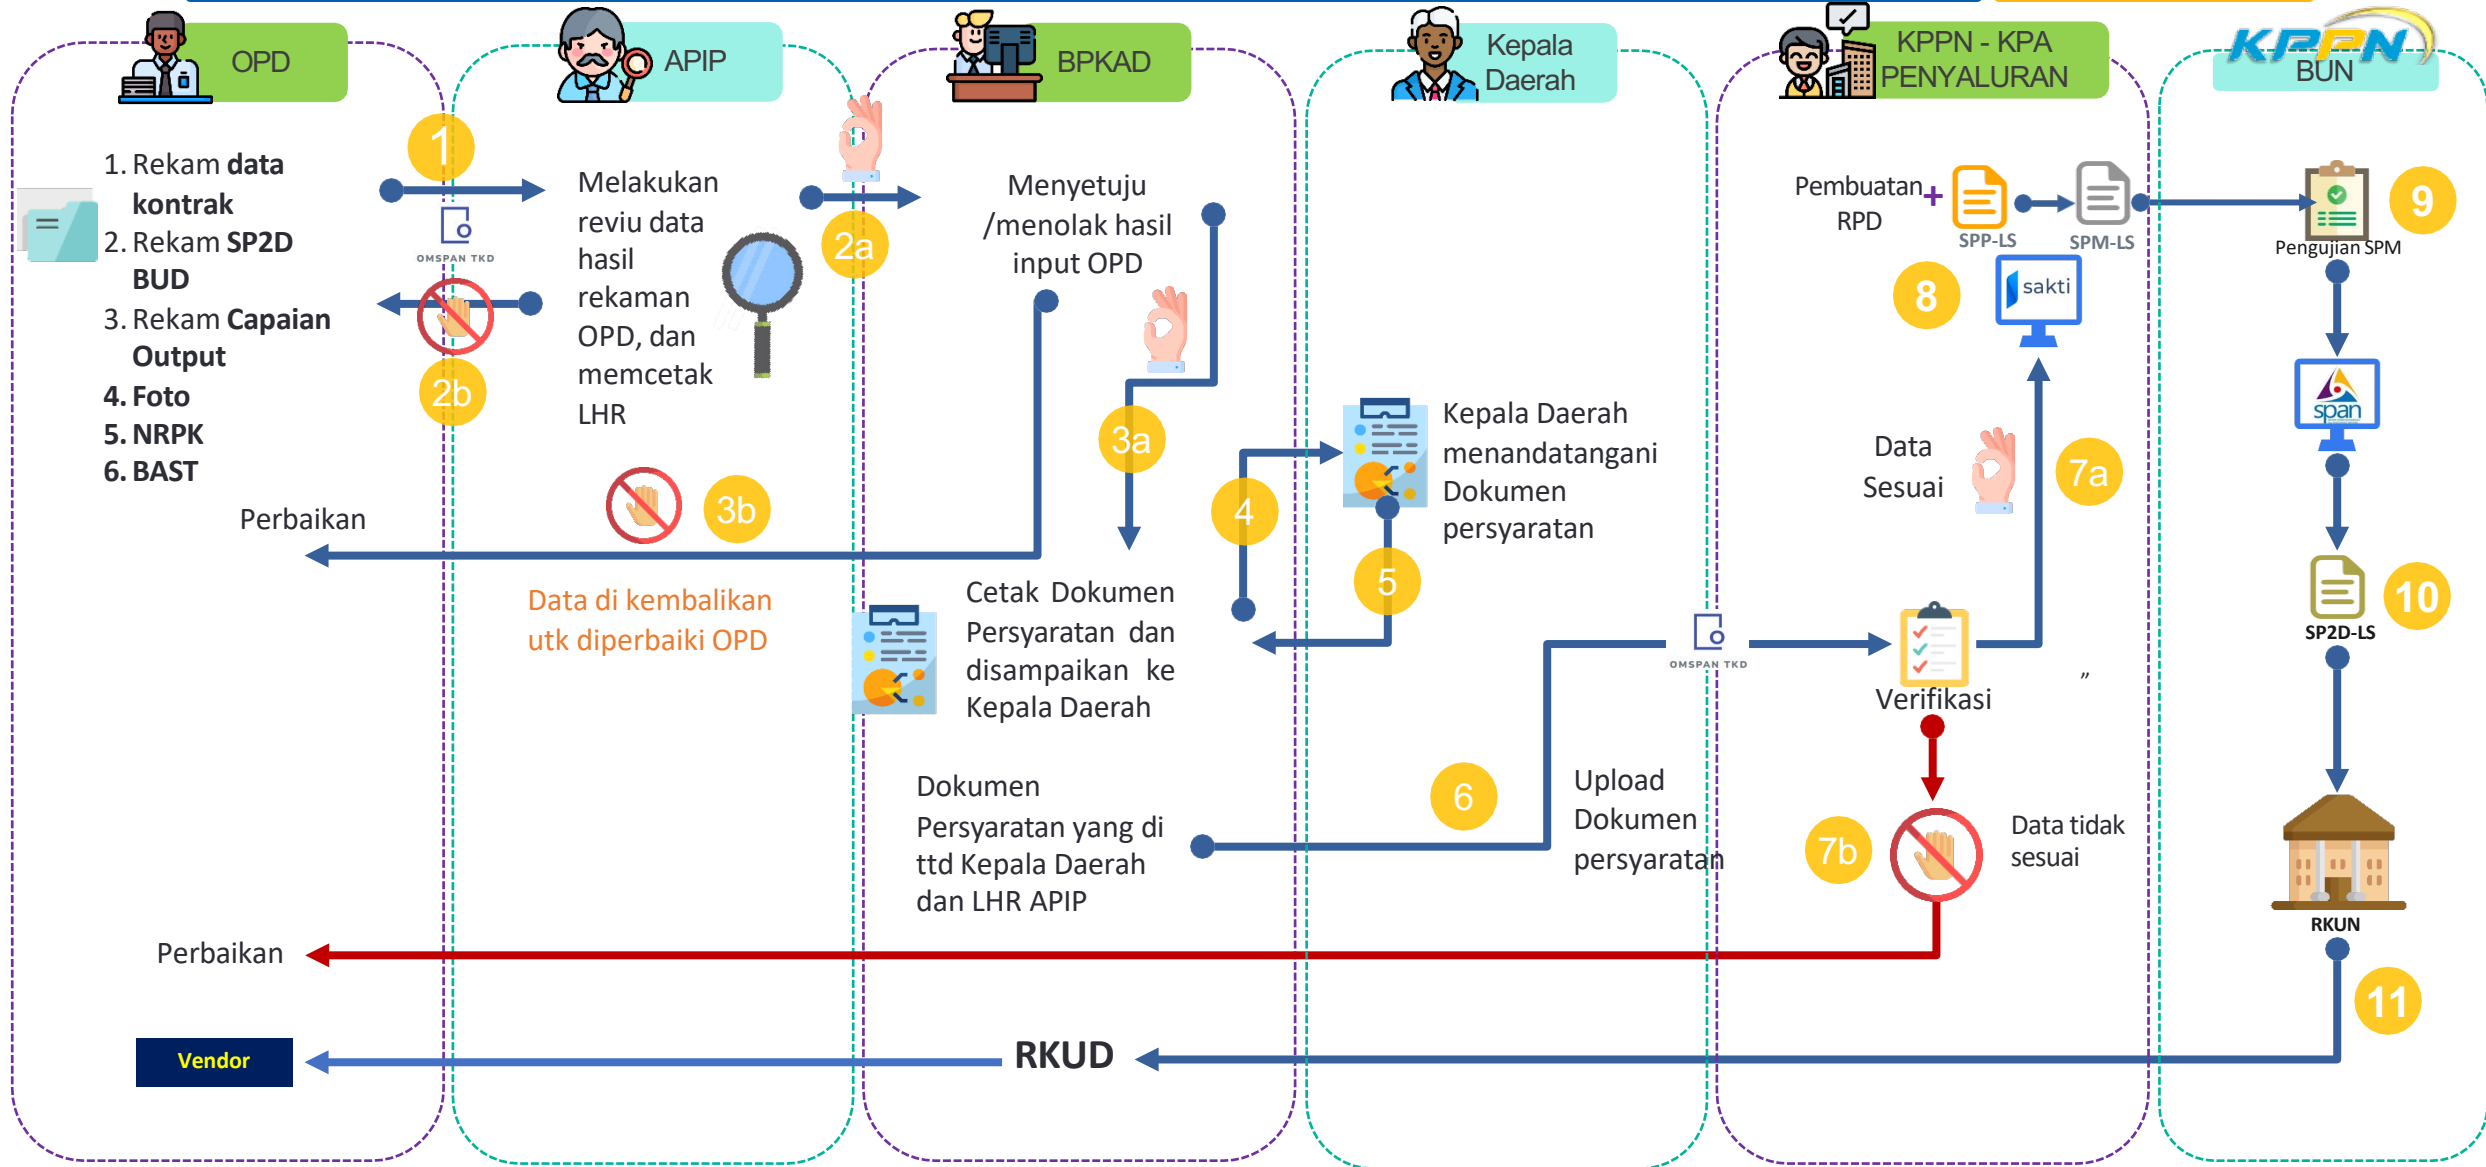 OPD
APIP
BPKAD
Kepala
Daerah
KPPN - KPA
PENYALURAN
KPPN
BUN
1. Rekam data
kontrak
2. Rekam SP2D
BUD
3. Rekam Capaian
Output
4. Foto
5. NRPK
6. BAST
1
OMSPAN TKD
2b
Melakukan
reviu data
hasil
rekaman
OPD, dan
memcetak
LHR
2a
Menyetuju
/menolak hasil
input OPD
3a
3b
Perbaikan
Data di kembalikan
utk diperbaiki OPD
Cetak Dokumen
Persyaratan dan
disampaikan ke
Kepala Daerah
4
Kepala Daerah
menandatangani
Dokumen
persyaratan
5
Dokumen
Persyaratan yang di
ttd Kepala Daerah
dan LHR APIP
6
Upload
Dokumen
persyaratan
OMSPAN TKD
Verifikasi
"
Data
Sesuai
7a
7b
Data tidak
sesuai
Pembuatan
RPD
+
SPP-LS
SPM-LS
8
sakti
Pengujian SPM
9
span
SP2D-LS
10
RKUN
11
Perbaikan
Vendor
RKUD